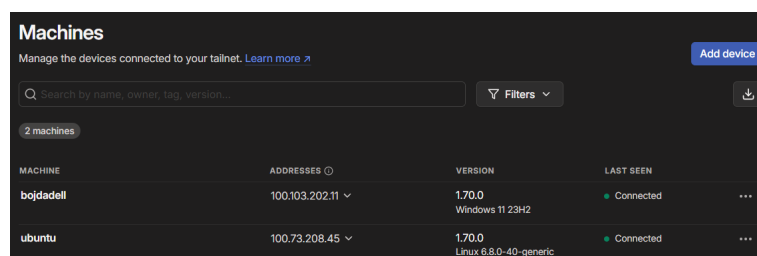 Machines
Manage the devices connected to your tailnet. Learn more ↗
Add device
Search by name, owner, tag, version...
Filters
2 machines
MACHINE ADDRESSES VERSION LAST SEEN
bojdadell 100.103.202.11 1.70.0 Connected
Windows 11 23H2
ubuntu 100.73.208.45 1.70.0 Connected
Linux 6.8.0-40-generic